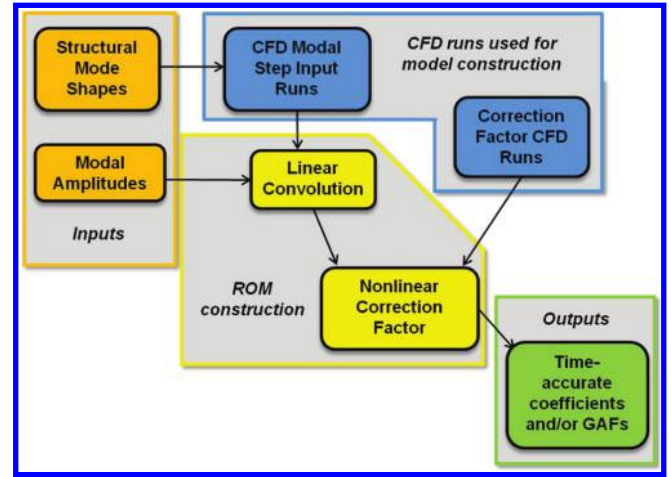 Structural
Mode
Shapes
CFD Modal
Step Input
Runs
CFD runs used for
model construction
Correction
Factor CFD
Runs
Modal
Amplitudes
Linear
Convolution
Inputs
ROM
construction
Nonlinear
Correction
Factor
Outputs
Time-
accurate
coefficients
and/or GAFs